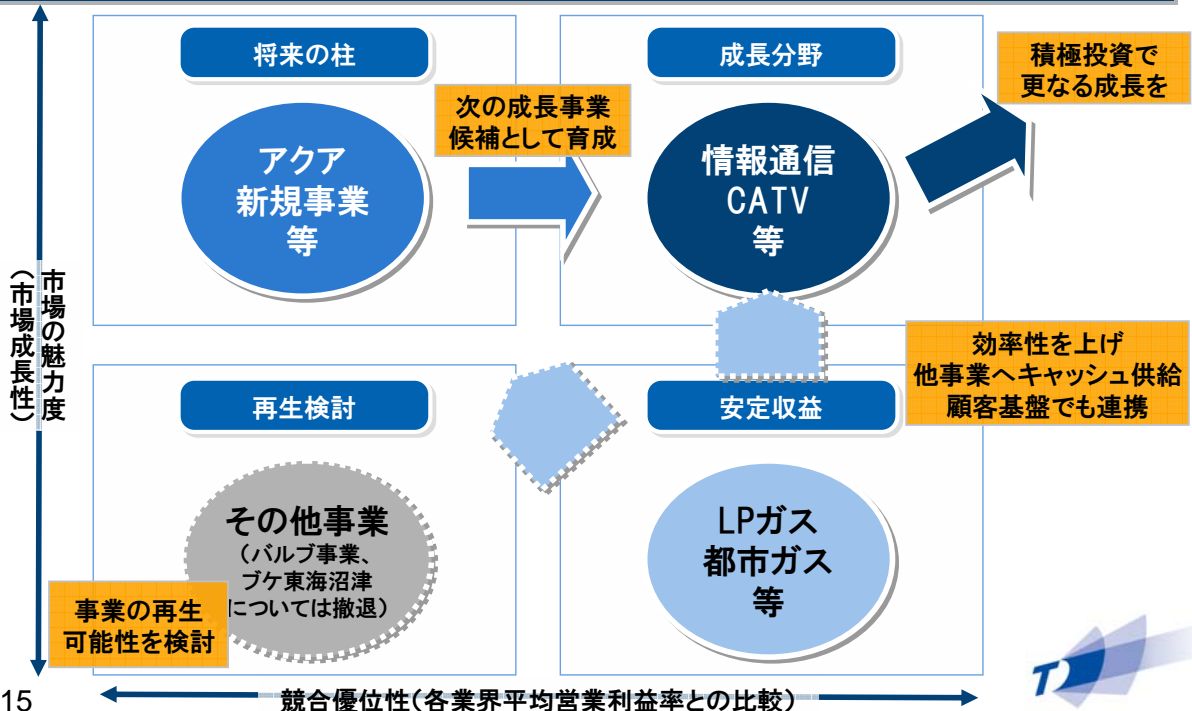 将来の柱
成長分野
積極投資で
更なる成長を
次の成長事業
候補として育成
アクア
新規事業
等
情報通信
CATV
等
市場の魅力度
(市場成長性)
効率性を上げ
他事業へキャッシュ供給
顧客基盤でも連携
再生検討
安定収益
その他事業
(バルブ事業、
ブケ東海沼津
については撤退)
LPガス
都市ガス
等
事業の再生
可能性を検討
15
競合優位性(各業界平均営業利益率との比較)
T